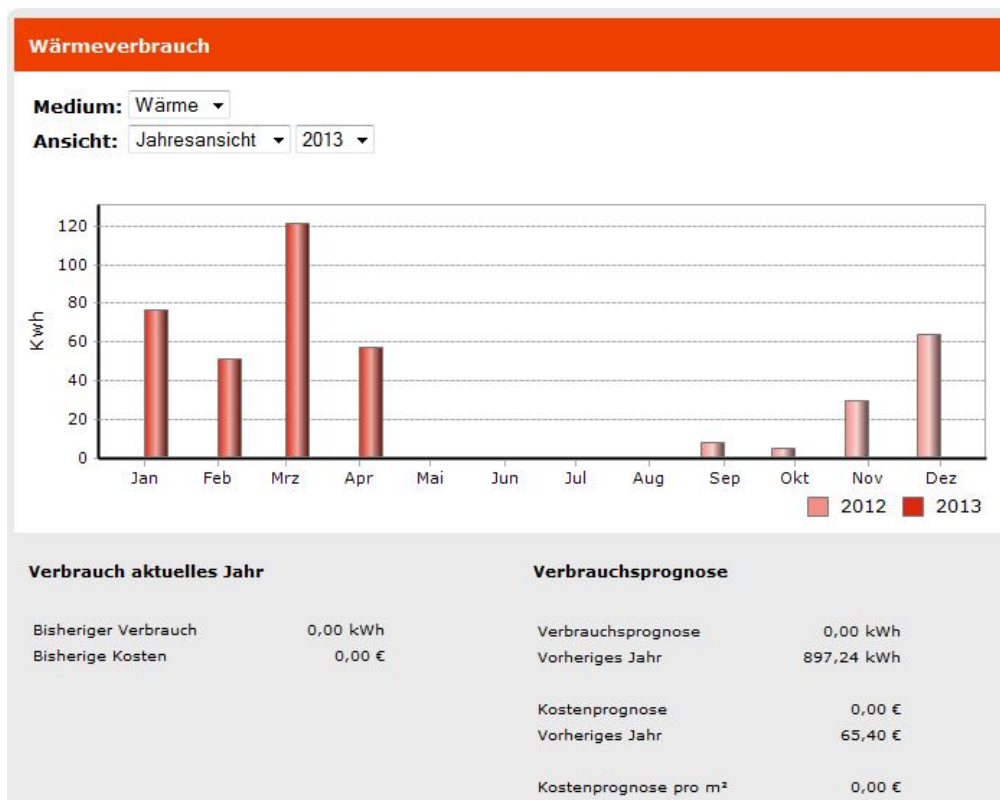 Wärmeverbrauch
Medium: Wärme
Ansicht: Jahresansicht 2013
120
100
80
60
40
20
0
Kwh
Jan Feb Mrz Apr Mai Jun Jul Aug Sep Okt Nov Dez
2012 2013
Verbrauch aktuelles Jahr
Bisheriger Verbrauch 0,00 kWh
Bisherige Kosten 0,00 €
Verbrauchsprognose
Verbrauchsprognose 0,00 kWh
Vorheriges Jahr 897,24 kWh
Kostenprognose 0,00 €
Vorheriges Jahr 65,40 €
Kostenprognose pro m² 0,00 €